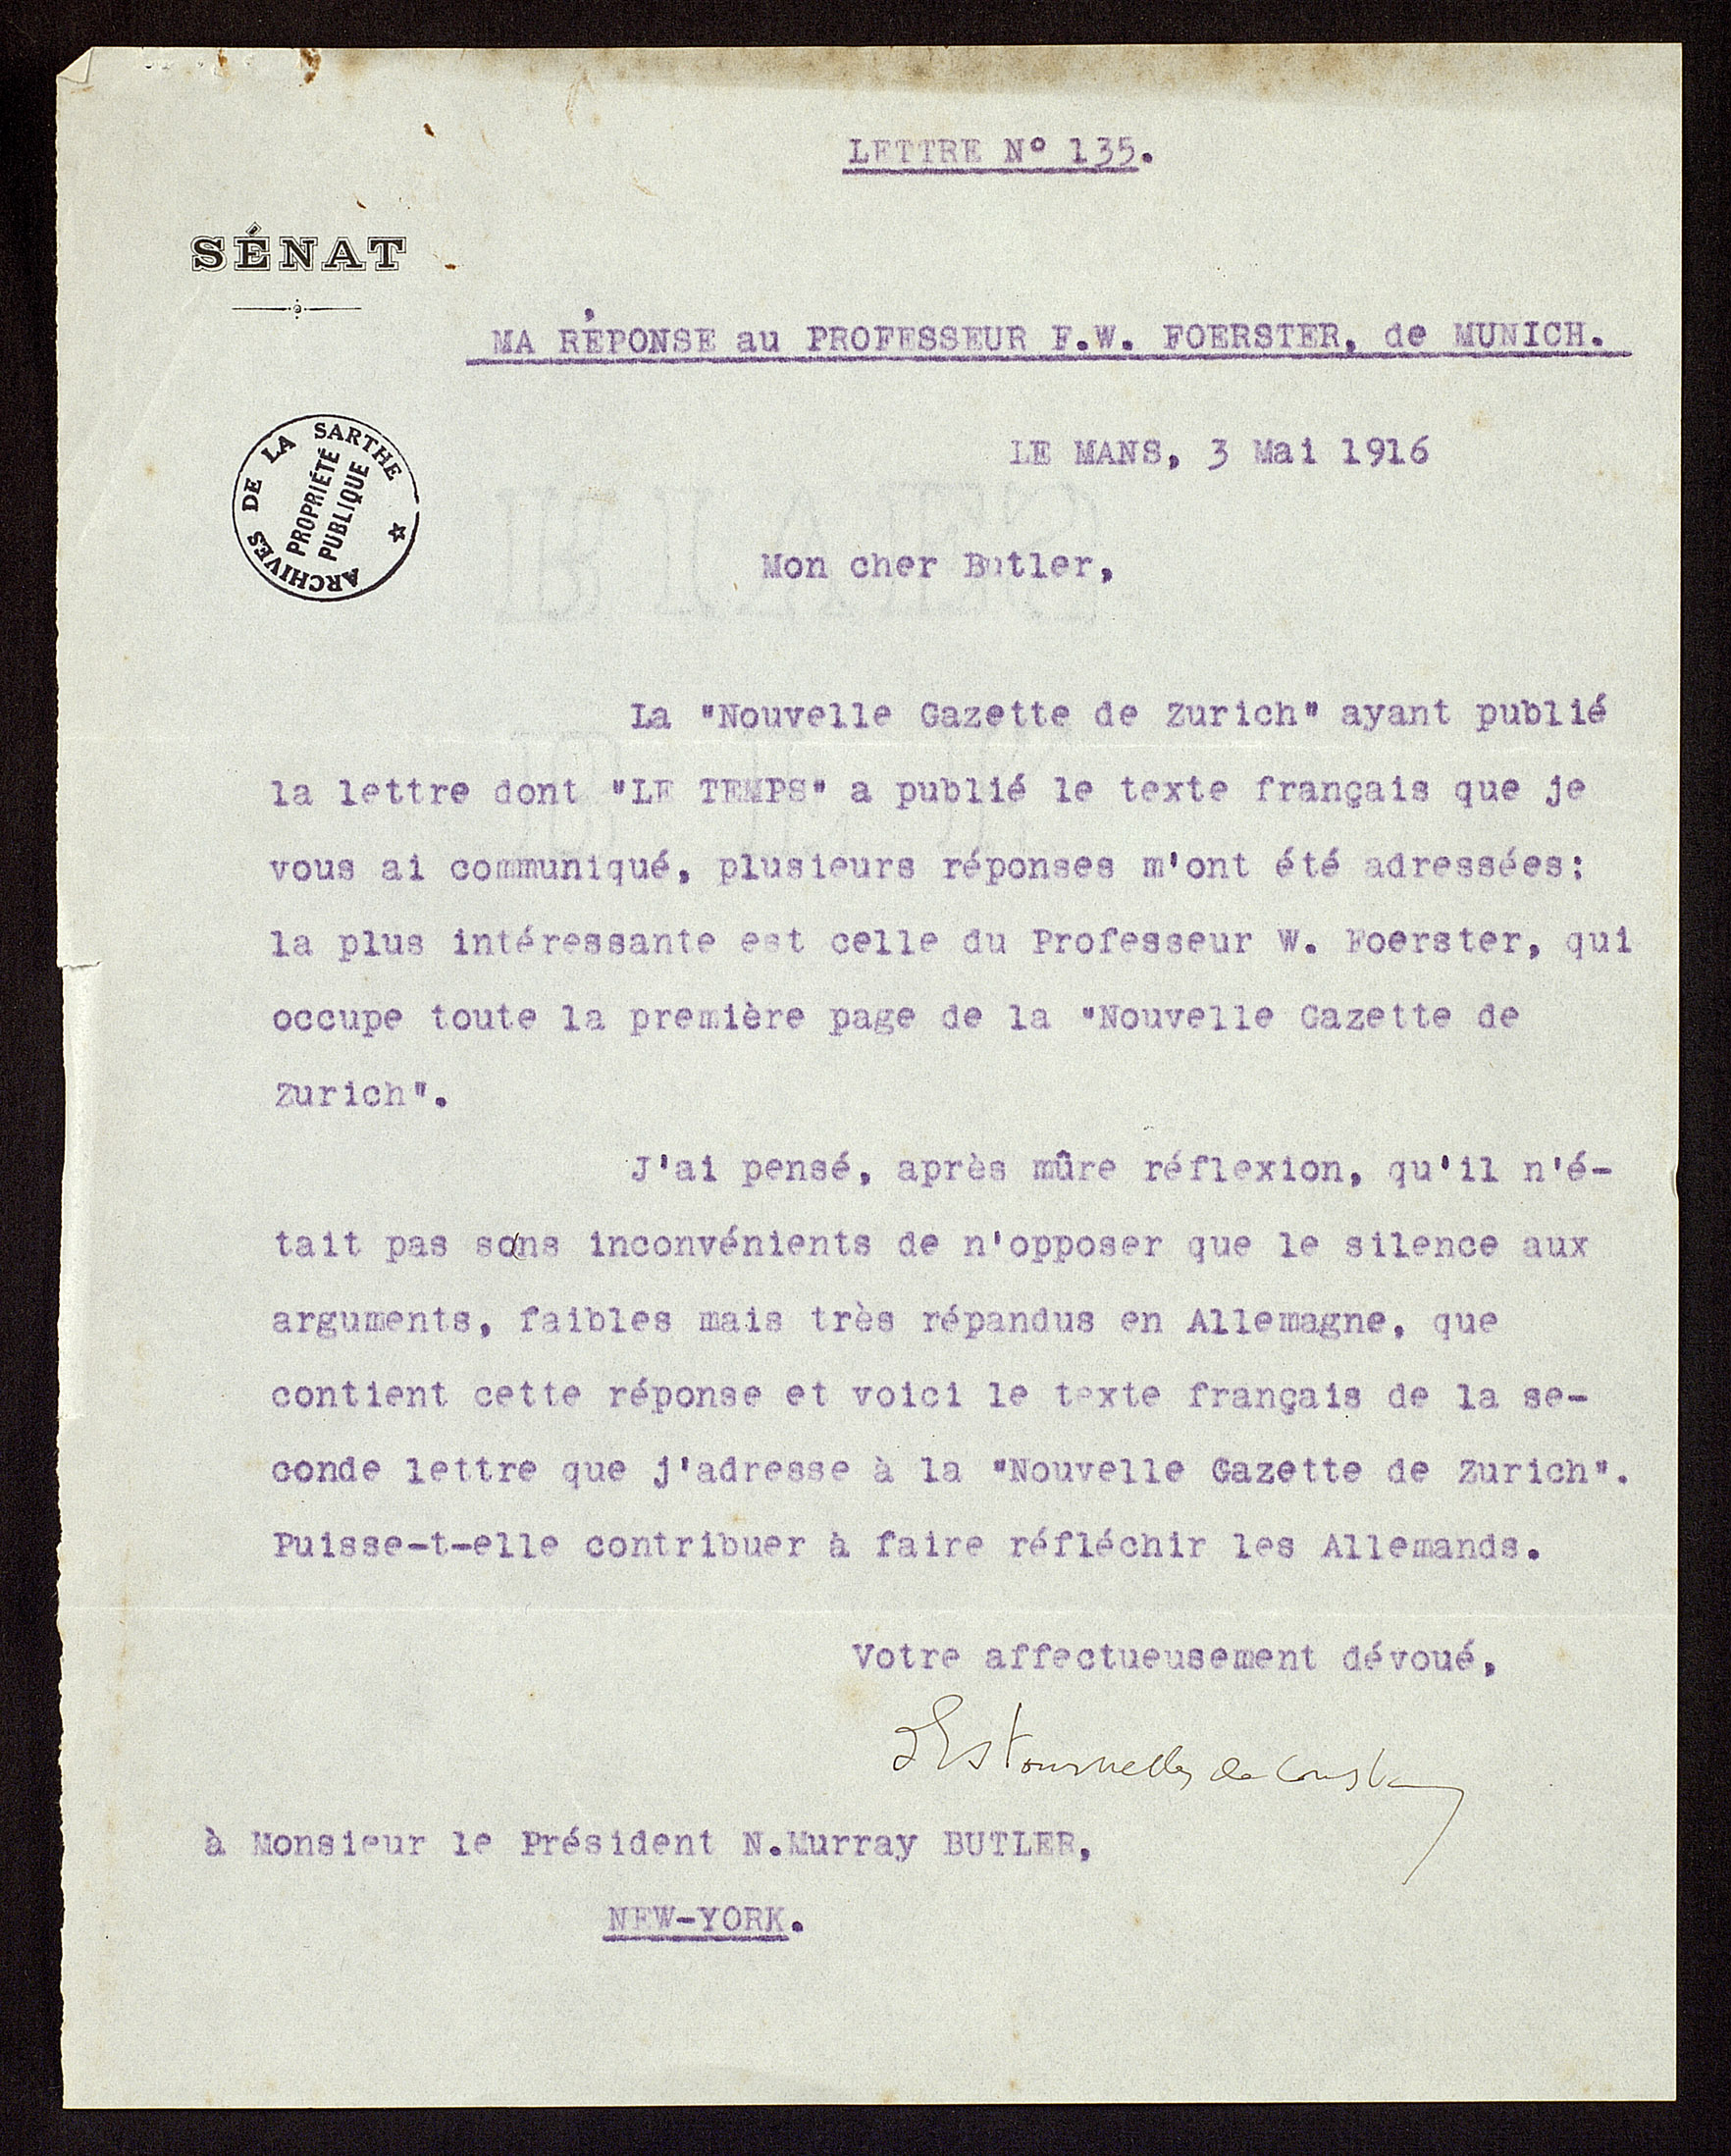 LETTRE Nº 135.
SÉNAT
MA RÉPONSE au PROFESSEUR F.W. FOERSTER, de MUNICH.
ARCHIVES DE LA SARTHE
PROPRIÉTÉ
PUBLIQUE
LE MANS, 3 Mai 1916
Mon cher Butler,
La "Nouvelle Gazette de Zurich" ayant publié
la lettre dont "LE TEMPS" a publié le texte français que je
vous ai communiqué, plusieurs réponses m'ont été adressées;
la plus intéressante est celle du Professeur W. Foerster, qui
occupe toute la première page de la "Nouvelle Gazette de
Zurich".
J'ai pensé, après mûre réflexion, qu'il n'é-
tait pas sans inconvénients de n'opposer que le silence aux
arguments, faibles mais très répandus en Allemagne, que
contient cette réponse et voici le texte français de la se-
conde lettre que j'adresse à la "Nouvelle Gazette de Zurich".
Puisse-t-elle contribuer à faire réfléchir les Allemands.
Votre affectueusement dévoué,
d'Estournelles de Constant
à Monsieur le Président N.Murray BUTLER,
NEW-YORK.